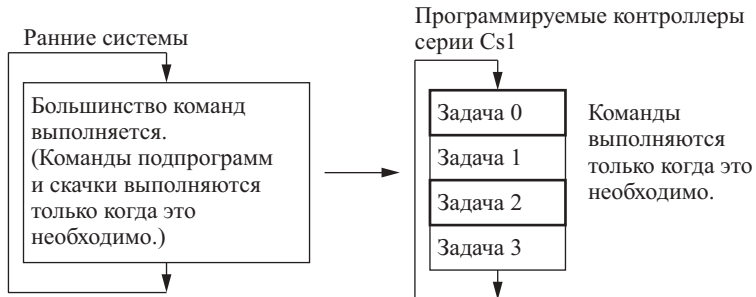 Ранние системы
Большинство команд
выполняется.
(Команды подпрограмм
и скачки выполняются
только когда это
необходимо.)
Программируемые контроллеры
серии Cs1
Задача 0
Задача 1
Задача 2
Задача 3
Команды
выполняются
только когда это
необходимо.